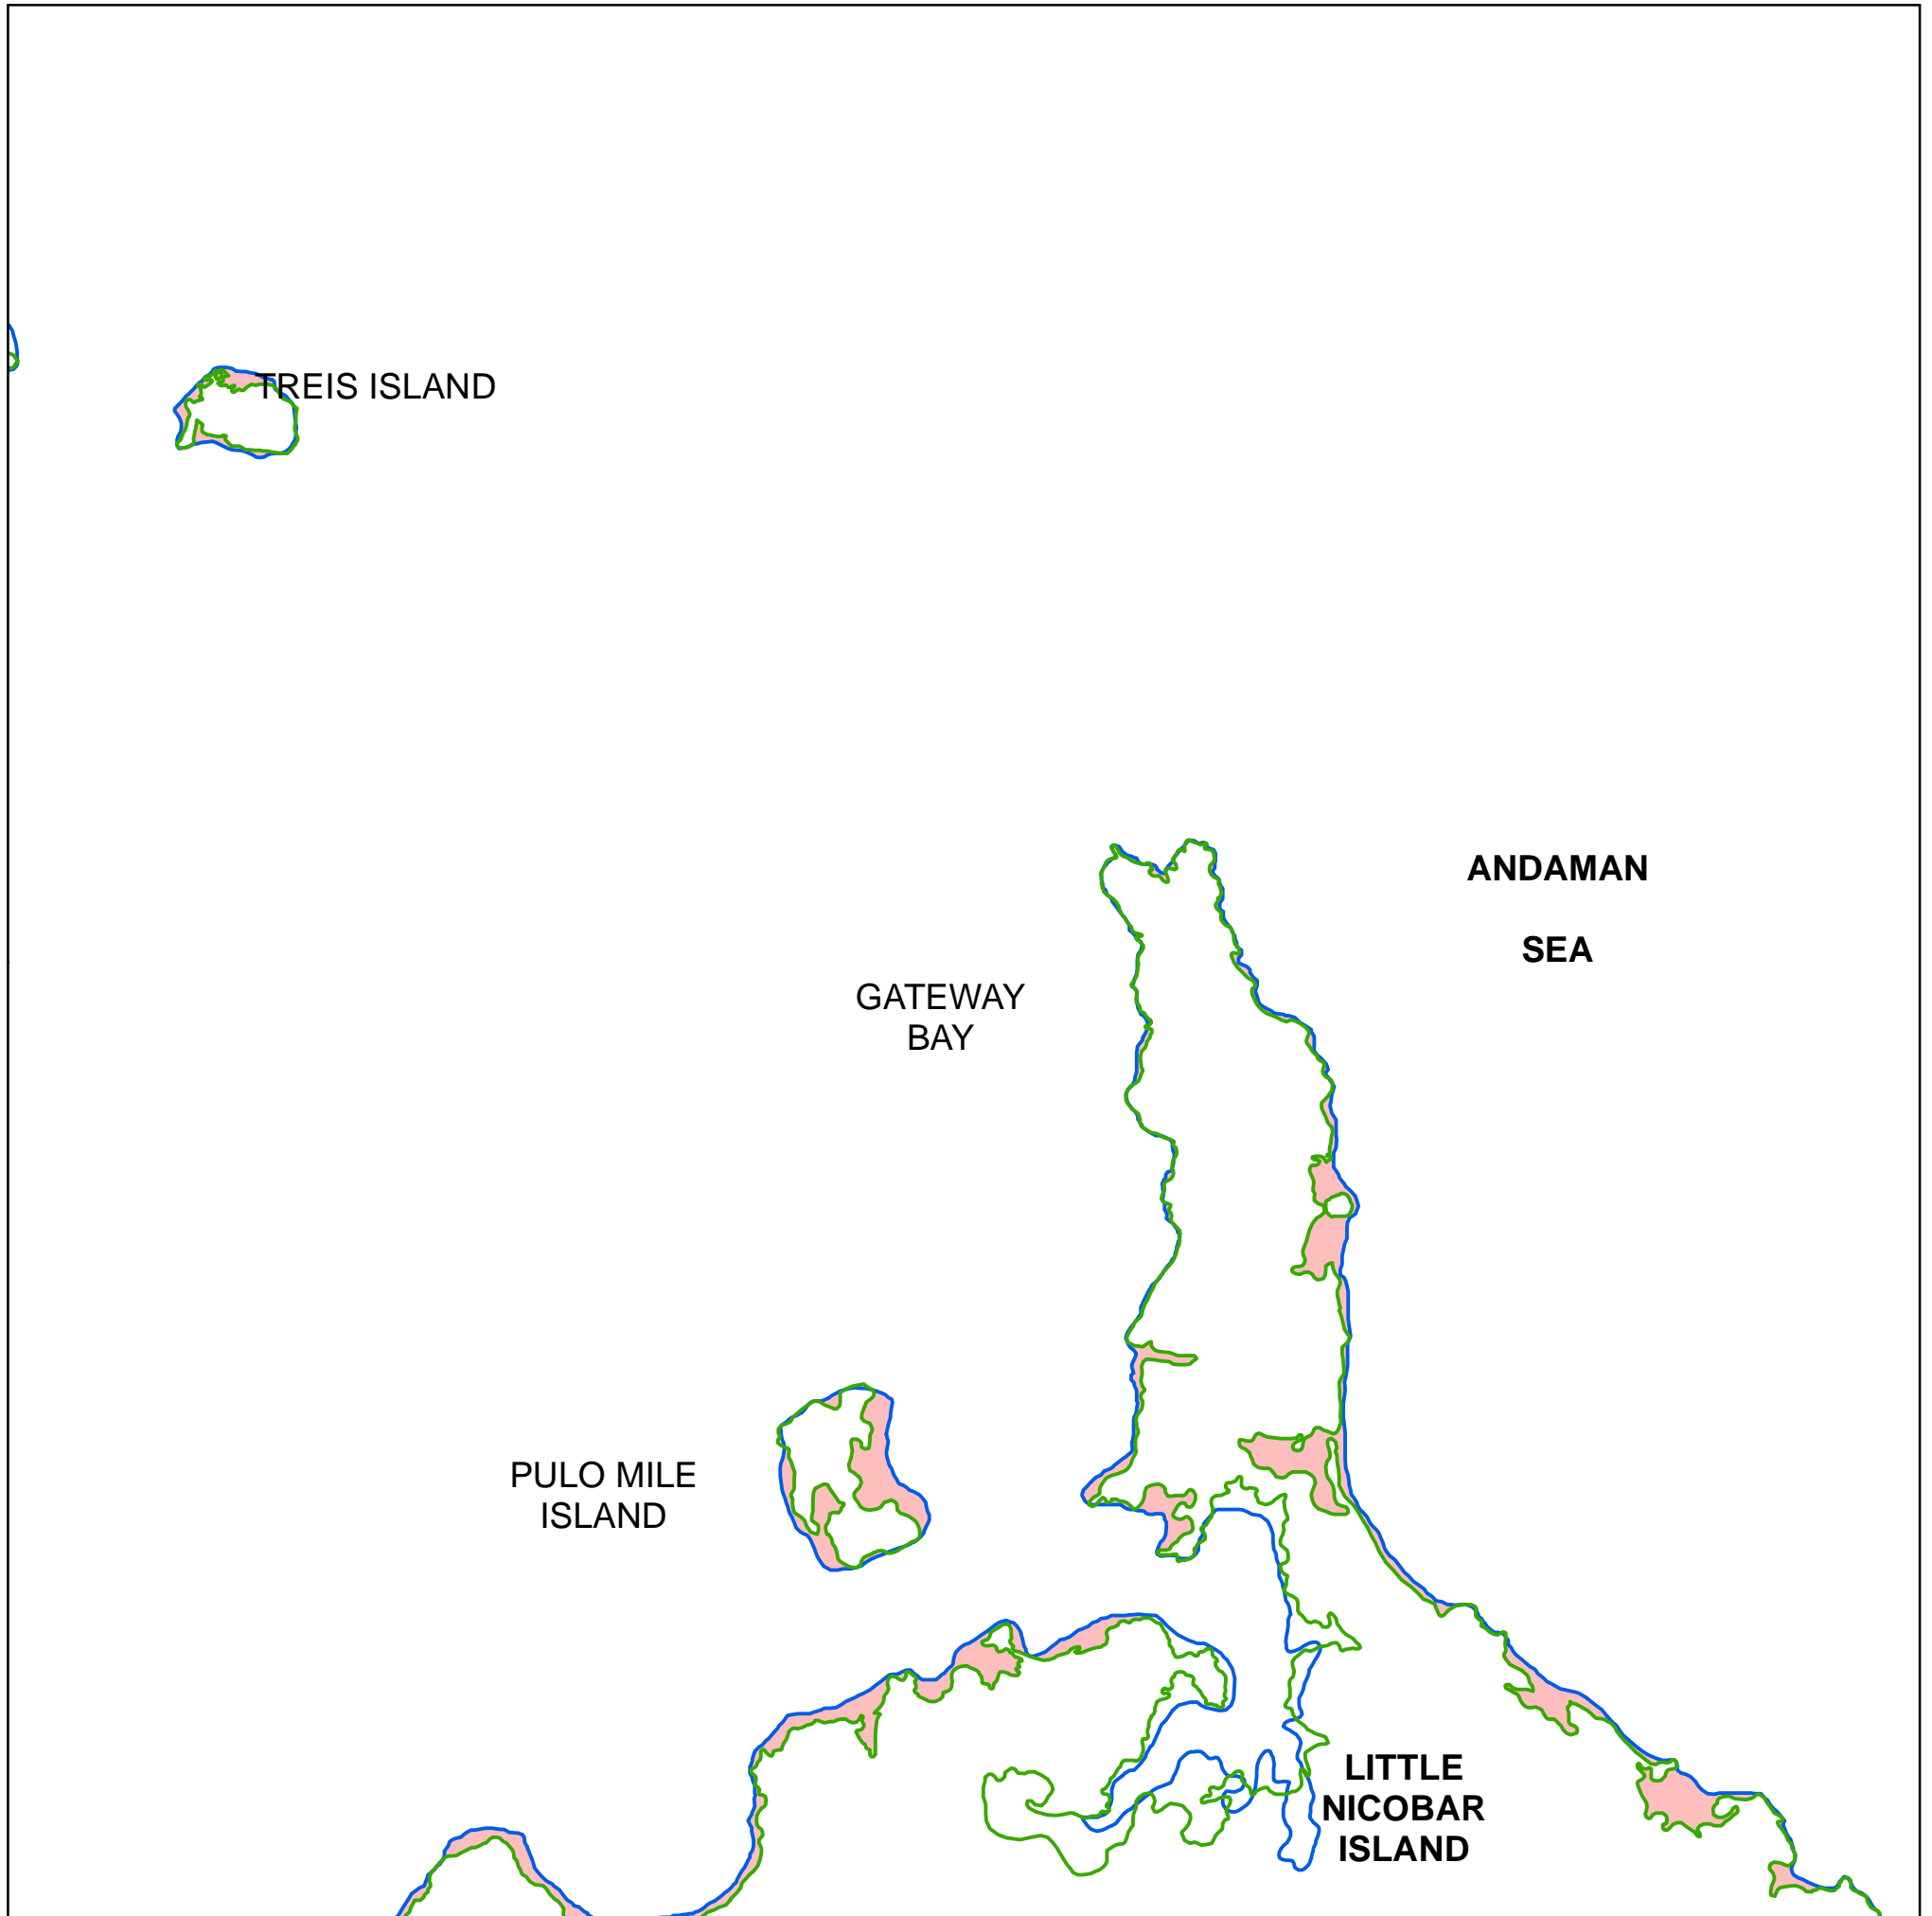 TREIS ISLAND
ANDAMAN
SEA
GATEWAY
BAY
PULO MILE
ISLAND
LITTLE
NICOBAR
ISLAND